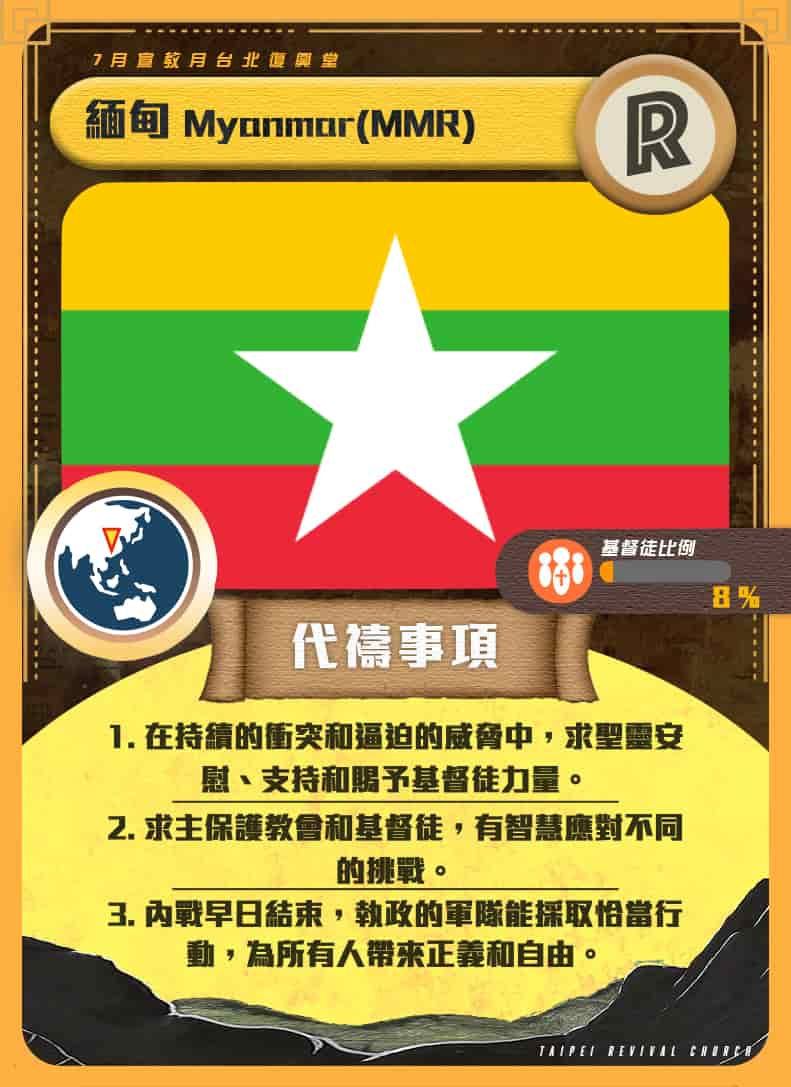 7月宣教月台北復興堂
緬甸 Myanmar(MMR)
R
基督徒比例
8%
代禱事項
1. 在持續的衝突和逼迫的威脅中，求聖靈安
慰、支持和賜予基督徒力量。
2. 求主保護教會和基督徒，有智慧應對不同
的挑戰。
3. 內戰早日結束，執政的軍隊能採取恰當行
動，為所有人帶來正義和自由。
TAIPEI REVIVAL CHURCH